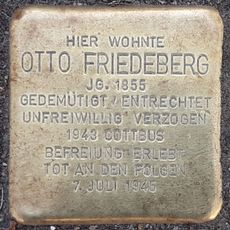 HIER WOHNTE
OTTO FRIEDEBERG
JG. 1855
GEDEMÜTIGT / ENTRECHTET
UNFREIWILLIG VERZOGEN
1943 COTTBUS
BEFREIUNG ERLEBT
TOT AN DEN FOLGEN
7. JULI 1945